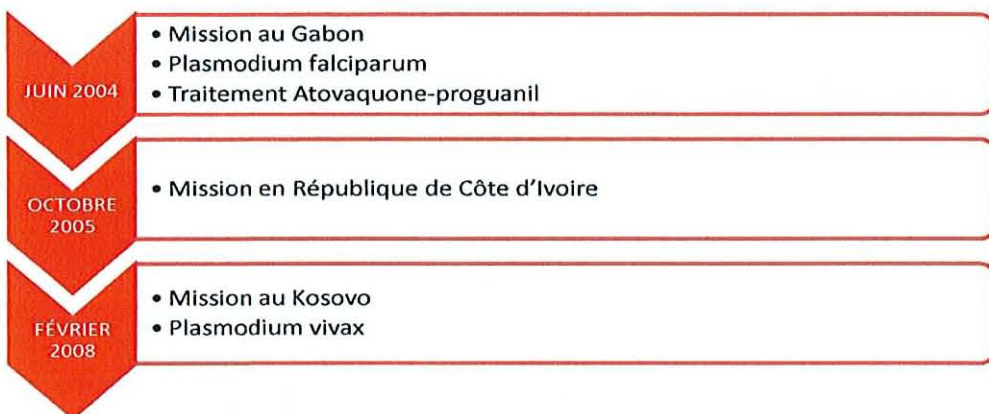 JUIN 2004
• Mission au Gabon
• Plasmodium falciparum
• Traitement Atovaquone-proguanil
OCTOBRE
2005
• Mission en République de Côte d'Ivoire
FÉVRIER
2008
• Mission au Kosovo
• Plasmodium vivax